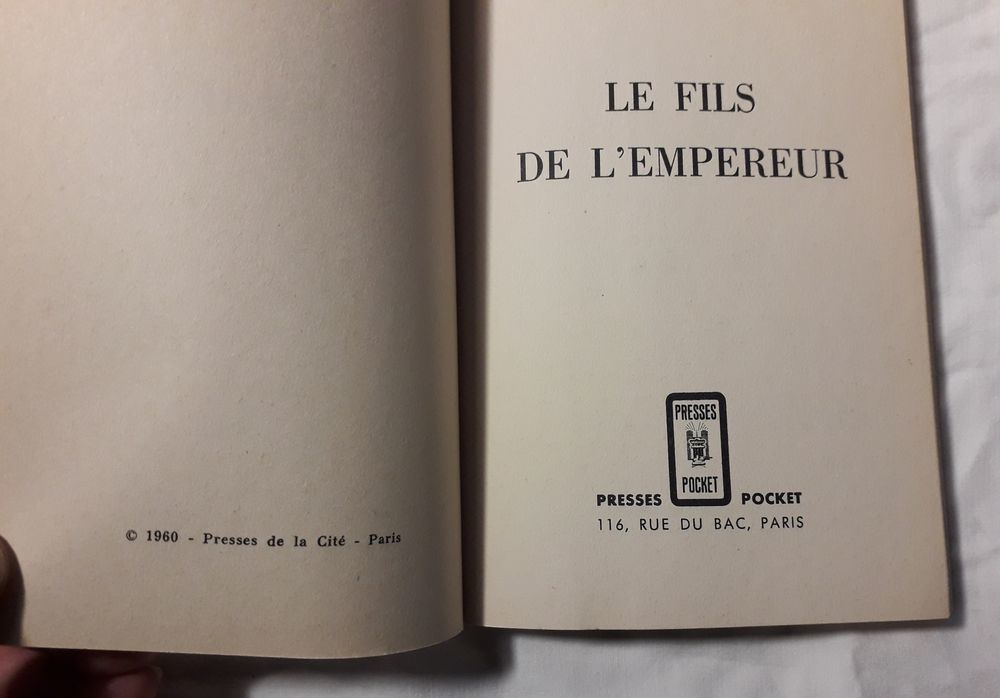 © 1960 - Presses de la Cité - Paris
LE FILS
DE L'EMPEREUR
PRESSES
POCKET
PRESSES POCKET
116, RUE DU BAC, PARIS